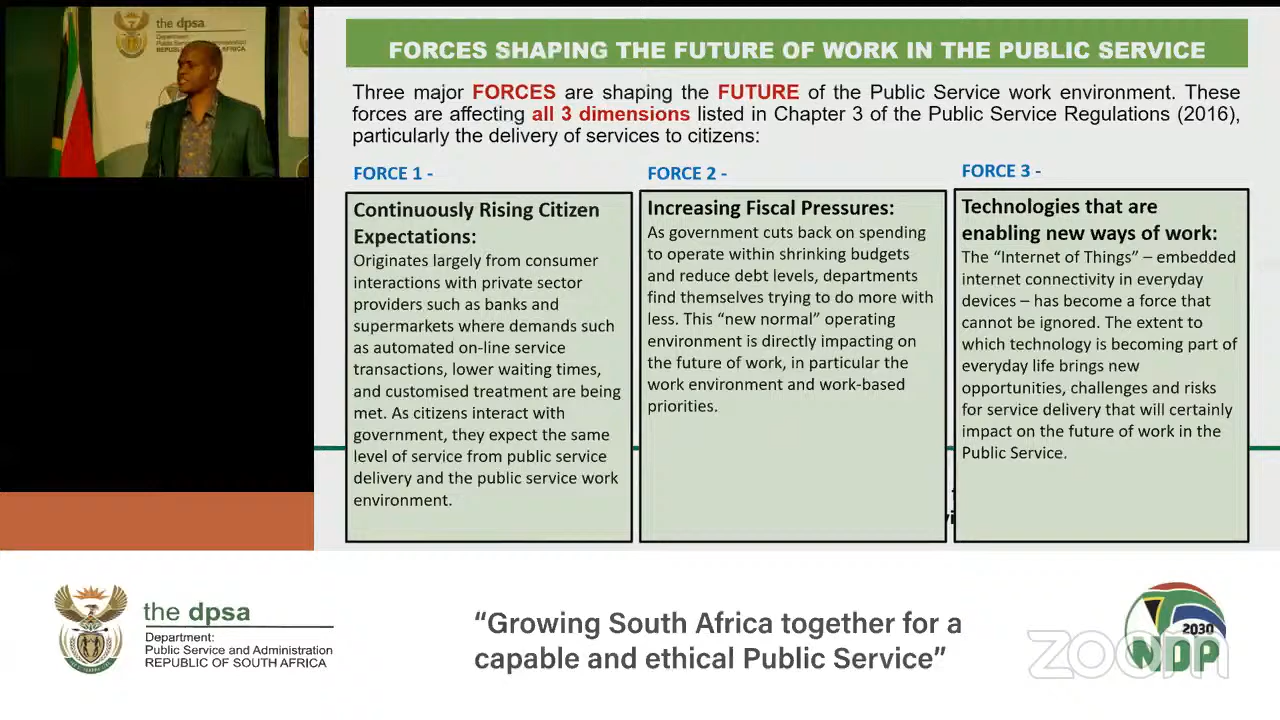 the dpsa
Department:
Public Service and Administration
REPUBLIC OF SOUTH AFRICA
FORCES SHAPING THE FUTURE OF WORK IN THE PUBLIC SERVICE
Three major FORCES are shaping the FUTURE of the Public Service work environment. These
forces are affecting all 3 dimensions listed in Chapter 3 of the Public Service Regulations (2016),
particularly the delivery of services to citizens:
FORCE 1 -
Continuously Rising Citizen
Expectations:
Originates largely from consumer
interactions with private sector
providers such as banks and
supermarkets where demands such
as automated on-line service
transactions, lower waiting times,
and customised treatment are being
met. As citizens interact with
government, they expect the same
level of service from public service
delivery and the public service work
environment.
FORCE 2 -
Increasing Fiscal Pressures:
As government cuts back on spending
to operate within shrinking budgets
and reduce debt levels, departments
find themselves trying to do more with
less. This “new normal” operating
environment is directly impacting on
the future of work, in particular the
work environment and work-based
priorities.
FORCE 3 -
Technologies that are
enabling new ways of work:
The “Internet of Things” – embedded
internet connectivity in everyday
devices – has become a force that
cannot be ignored. The extent to
which technology is becoming part of
everyday life brings new
opportunities, challenges and risks
for service delivery that will certainly
impact on the future of work in the
Public Service.
the dpsa
Department:
Public Service and Administration
REPUBLIC OF SOUTH AFRICA
“Growing South Africa together for a
capable and ethical Public Service”
2030
NDP
zoom